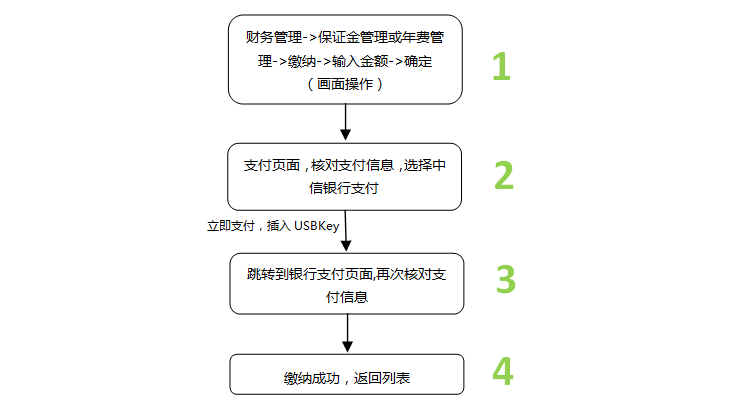 财务管理->保证金管理或年费管
理->缴纳->输入金额->确定
（画面操作）
1
支付页面，核对支付信息，选择中
信银行支付
2
立即支付，插入 USBKey
跳转到银行支付页面,再次核对支
付信息
3
缴纳成功，返回列表
4